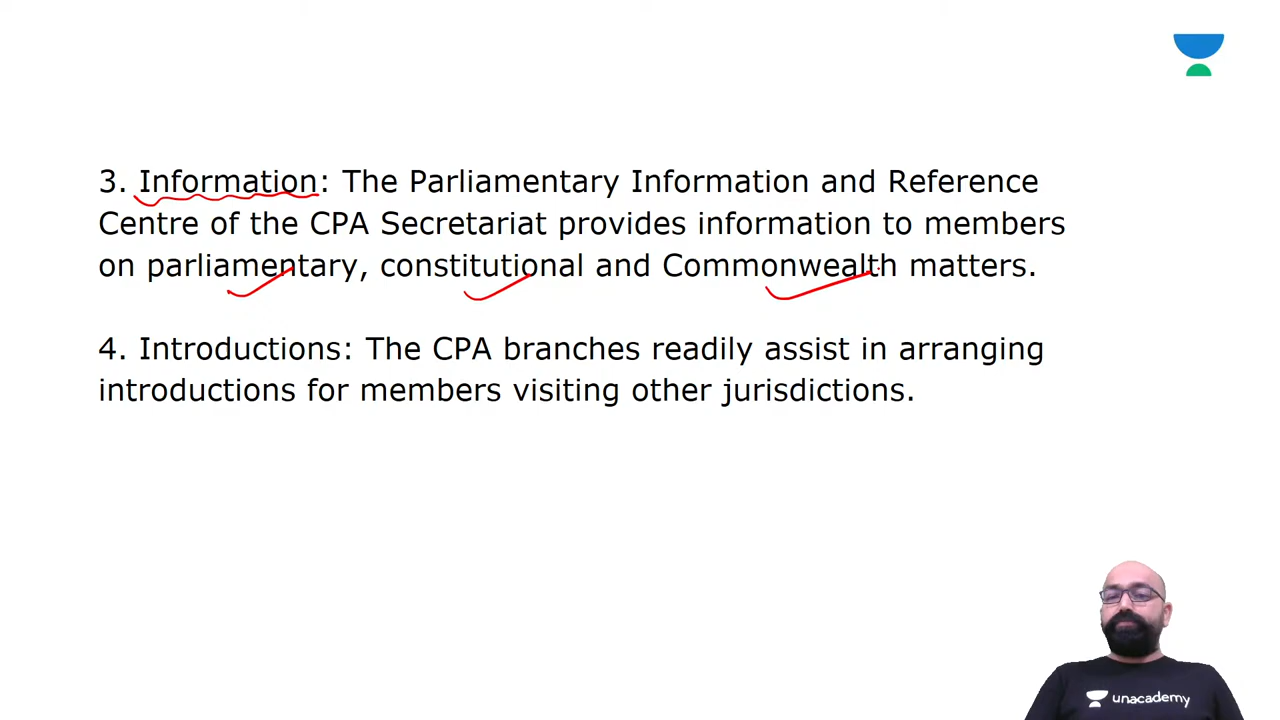 3. Information: The Parliamentary Information and Reference
Centre of the CPA Secretariat provides information to members
on parliamentary, constitutional and Commonwealth matters.
4. Introductions: The CPA branches readily assist in arranging
introductions for members visiting other jurisdictions.
unacademy